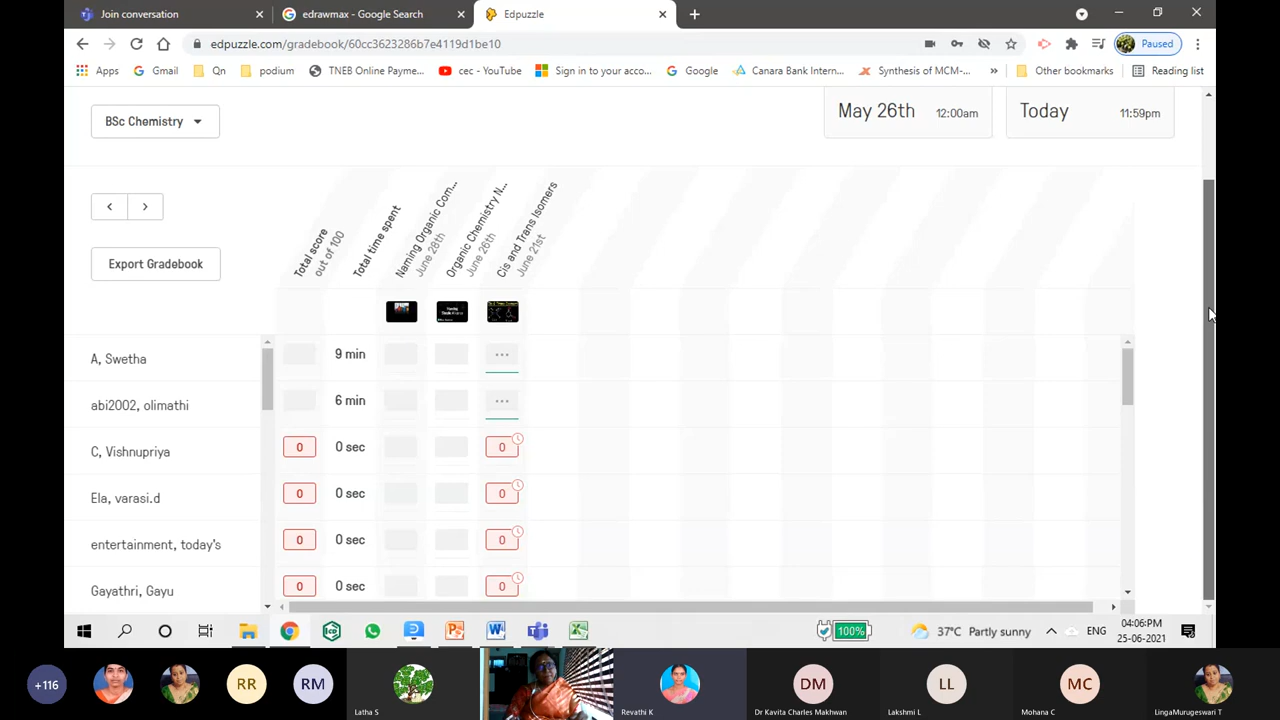 Join conversation
edrawmax - Google Search
Edpuzzle
edpuzzle.com/gradebook/60cc3623286b7e4119d1be10
Paused
Apps
Gmail
Qn
podium
TNEB Online Payme...
cec - YouTube
Sign in to your acco...
Google
Canara Bank Intern...
Synthesis of MCM-...
»
Other bookmarks
Reading list
BSc Chemistry
May 26th 12:00am
Today 11:59pm
Export Gradebook
Total score
out of 100
Total time spent
Naming Organic Com...
June 28th
Organic Chemistry N...
June 26th
Cis and Trans Isomers
June 21st
A, Swetha 9 min ...
abi2002, olimathi 6 min ...
C, Vishnupriya 0 0 sec 0
Ela, varasi.d 0 0 sec 0
entertainment, today's 0 0 sec 0
Gayathri, Gayu 0 0 sec 0
100%
37°C Partly sunny
ENG
04:06:PM
25-06-2021
+116
RR
RM
Latha S
Revathi K
DM
Dr Kavita Charles Makhwan
LL
Lakshmi L
MC
Mohana C
LingaMurugeswari T